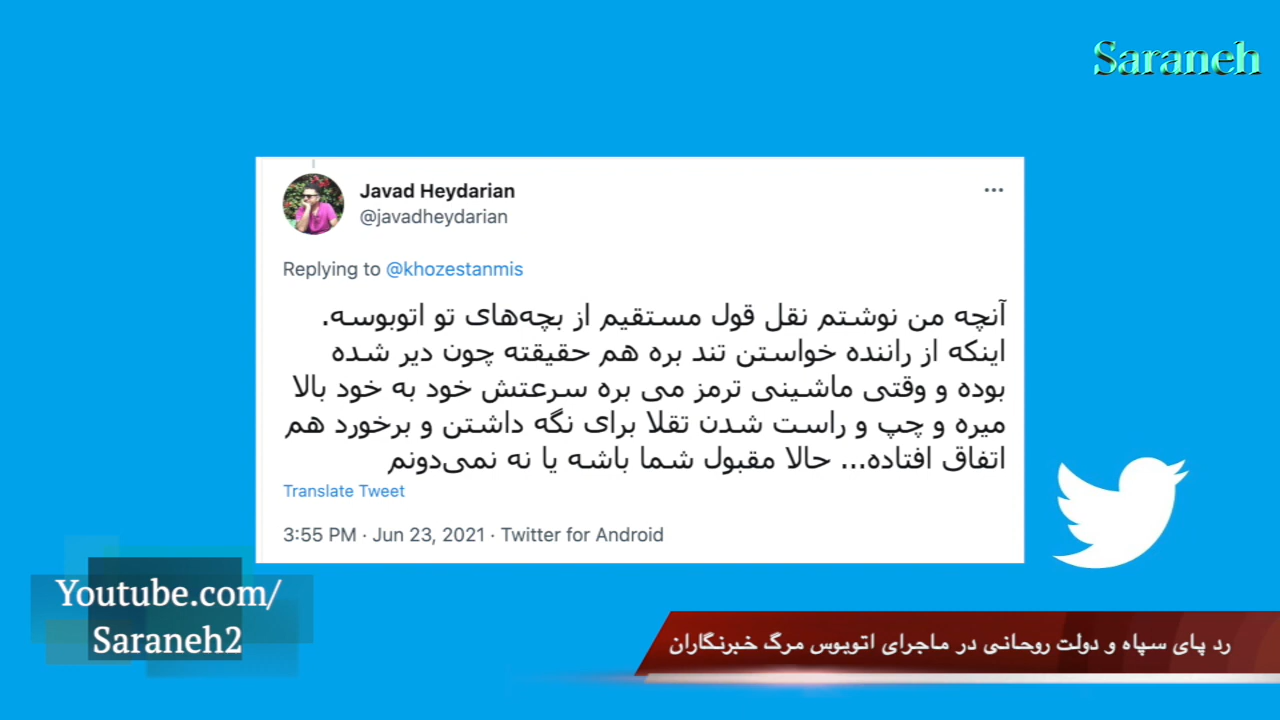 Saraneh
Javad Heydarian
@javadheydarian
Replying to @khozestanmis
آنچه من نوشتم نقل قول مستقیم از بچه‌های تو اتوبوسه.
اینکه از راننده خواستن تند بره هم حقیقته چون دیر شده
بوده و وقتی ماشینی ترمز می بره سرعتش خود به خود بالا
میره و چپ و راست شدن تقلا برای نگه داشتن و برخورد هم
اتفاق افتاده... حالا مقبول شما باشه یا نه نمی‌دونم
Translate Tweet
3:55 PM · Jun 23, 2021 · Twitter for Android
Youtube.com/
Saraneh2
رد پای سپاه و دولت روحانی در ماجرای اتوبوس مرگ خبرنگاران